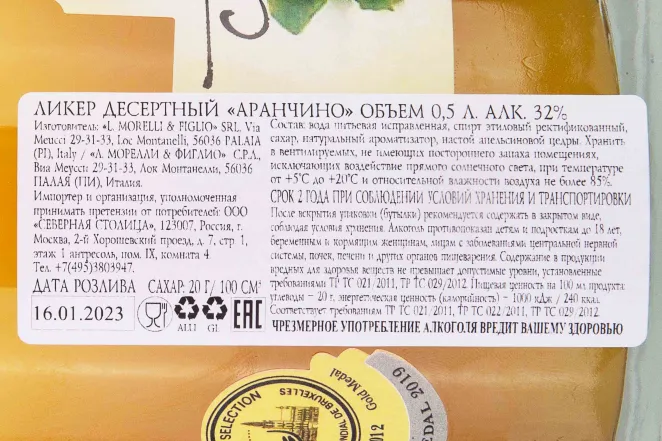 ЛИКЕР ДЕСЕРТНЫЙ «АРАНЧИНО» ОБЪЕМ 0,5 Л. АЛК. 32%
Изготовитель: «L. MORELLI & FIGLIO» SRL, Via
Meucci 29-31-33, Loc Montanelli, 56036 PALAIA
(PI), Italy / «Л. МОРЕЛЛИ & ФИГЛИО» С.Р.Л.,
Виа Меуссı 29-31-33, Лок Монтанелли, 56036
ПАЛАЯ (ПИ), Италия.
Импортер и организация, уполномоченная
принимать претензии от потребителей: ООО
«СЕВЕРНАЯ СТОЛИЦА», 123007, Россия, г.
Москва, 2-й Хорошевский проезд, д. 7, стр. 1,
этаж 1 антресоль, пом. IX, комната 4.
Тел. +7(495)3803947.
ДАТА РОЗЛИВА САХАР: 20 Г/ 100 СМ³
16.01.2023
ALU
GL
EAC
Состав: вода питьевая исправленная, спирт этиловый ректификованный,
сахар, натуральный ароматизатор, настой апельсиновой цедры. Хранить
в вентилируемых, не имеющих постороннего запаха помещениях,
исключающих воздействие прямого солнечного света, при температуре
от +5°С до +20°С и относительной влажности воздуха не более 85%.
СРОК 2 ГОДА ПРИ СОБЛЮДЕНИИ УСЛОВИЙ ХРАНЕНИЯ И ТРАНСПОРТИРОВКИ
После вскрытия упаковки (бутылки) рекомендуется содержать в закрытом виде,
соблюдая условия хранения. Алкоголь противопоказан детям и подросткам до 18 лет,
беременным и кормящим женщинам, лицам с заболеваниями центральной нервной
системы, почек, печени и других органов пищеварения. Содержание в продукции
вредных для здоровья веществ не превышает допустимые уровни, установленные
требованиями ТР ТС 021/2011, ТР ТС 029/2012. Пищевая ценность на 100 мл продукта:
углеводы – 20 г, энергетическая ценность (калорийность) – 1000 кДж / 240 ккал.
Соответствует требованиям ТР ТС 021/2011, ТР ТС 022/2011, ТР ТС 029/2012
ЧРЕЗМЕРНОЕ УПОТРЕБЛЕНИЕ АЛКОГОЛЯ ВРЕДИТ ВАШЕМУ ЗДОРОВЬЮ
SELECTION
DE BRUXELLES
Gold Medal
2012
2019